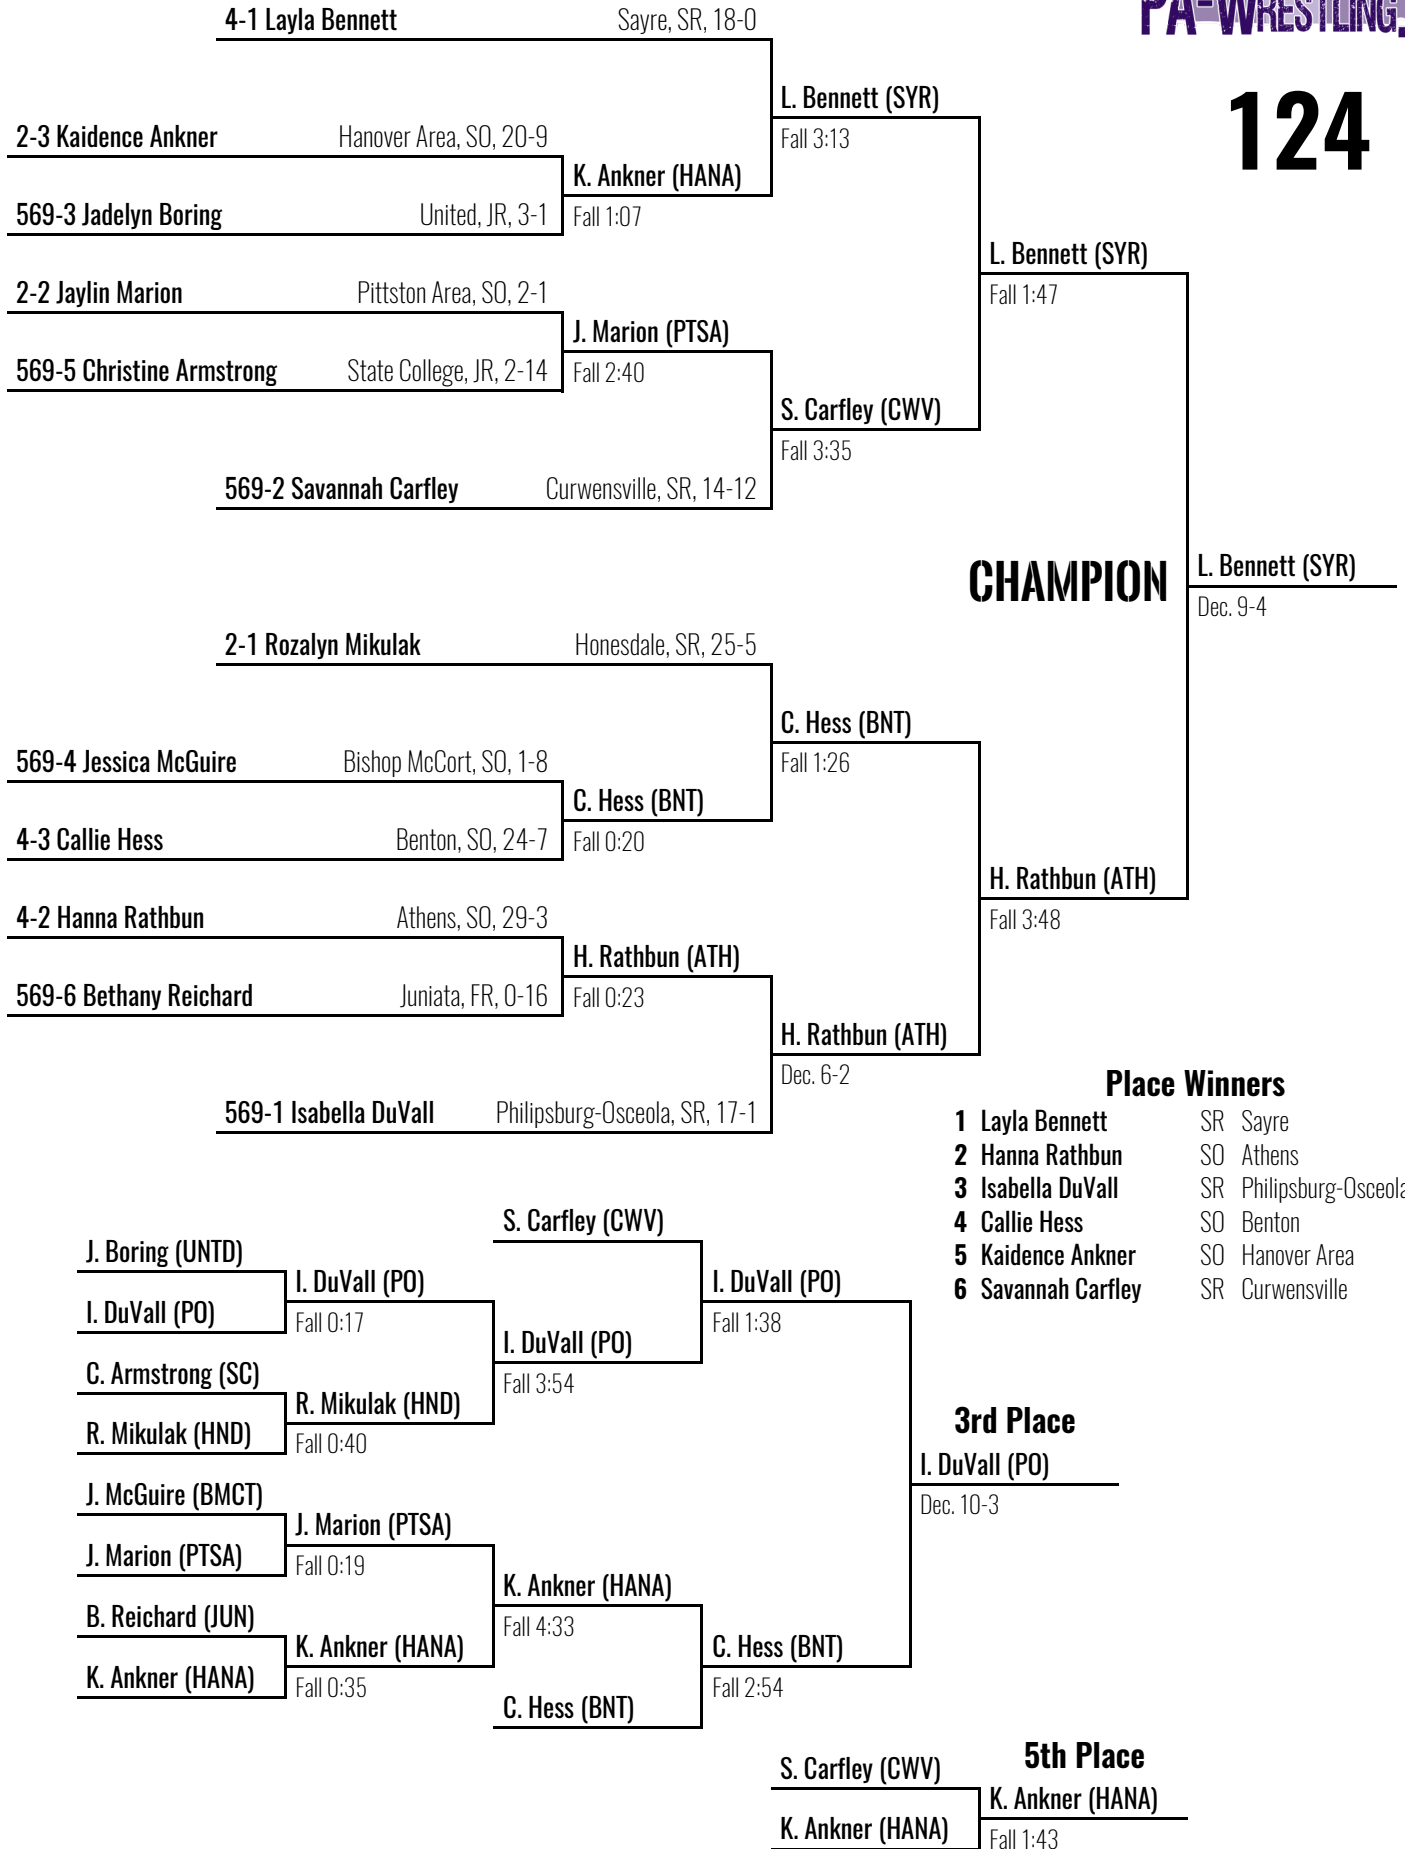 PA-WRESTLING.
124
4-1 Layla Bennett Sayre, SR, 18-0
L. Bennett (SYR)
Fall 3:13
2-3 Kaidence Ankner Hanover Area, SO, 20-9
K. Ankner (HANA)
Fall 1:07
569-3 Jadelyn Boring United, JR, 3-1
L. Bennett (SYR)
Fall 1:47
2-2 Jaylin Marion Pittston Area, SO, 2-1
J. Marion (PTSA)
Fall 2:40
569-5 Christine Armstrong State College, JR, 2-14
S. Carfley (CWV)
Fall 3:35
569-2 Savannah Carfley Curwensville, SR, 14-12
CHAMPION
L. Bennett (SYR)
Dec. 9-4
2-1 Rozalyn Mikulak Honesdale, SR, 25-5
C. Hess (BNT)
Fall 1:26
569-4 Jessica McGuire Bishop McCort, SO, 1-8
C. Hess (BNT)
Fall 0:20
4-3 Callie Hess Benton, SO, 24-7
H. Rathbun (ATH)
Fall 3:48
4-2 Hanna Rathbun Athens, SO, 29-3
H. Rathbun (ATH)
Fall 0:23
569-6 Bethany Reichard Juniata, FR, 0-16
H. Rathbun (ATH)
Dec. 6-2
569-1 Isabella DuVall Philipsburg-Osceola, SR, 17-1
Place Winners
1 Layla Bennett SR Sayre
2 Hanna Rathbun SO Athens
3 Isabella DuVall SR Philipsburg-Osceola
4 Callie Hess SO Benton
5 Kaidence Ankner SO Hanover Area
6 Savannah Carfley SR Curwensville
S. Carfley (CWV)
J. Boring (UNTD)
I. DuVall (PO)
Fall 0:17
I. DuVall (PO)
I. DuVall (PO)
Fall 1:38
I. DuVall (PO)
Fall 3:54
C. Armstrong (SC)
R. Mikulak (HND)
Fall 0:40
R. Mikulak (HND)
3rd Place
I. DuVall (PO)
Dec. 10-3
J. McGuire (BMCT)
J. Marion (PTSA)
Fall 0:19
J. Marion (PTSA)
K. Ankner (HANA)
Fall 4:33
B. Reichard (JUN)
K. Ankner (HANA)
Fall 0:35
K. Ankner (HANA)
C. Hess (BNT)
Fall 2:54
C. Hess (BNT)
5th Place
S. Carfley (CWV)
K. Ankner (HANA)
Fall 1:43
K. Ankner (HANA)